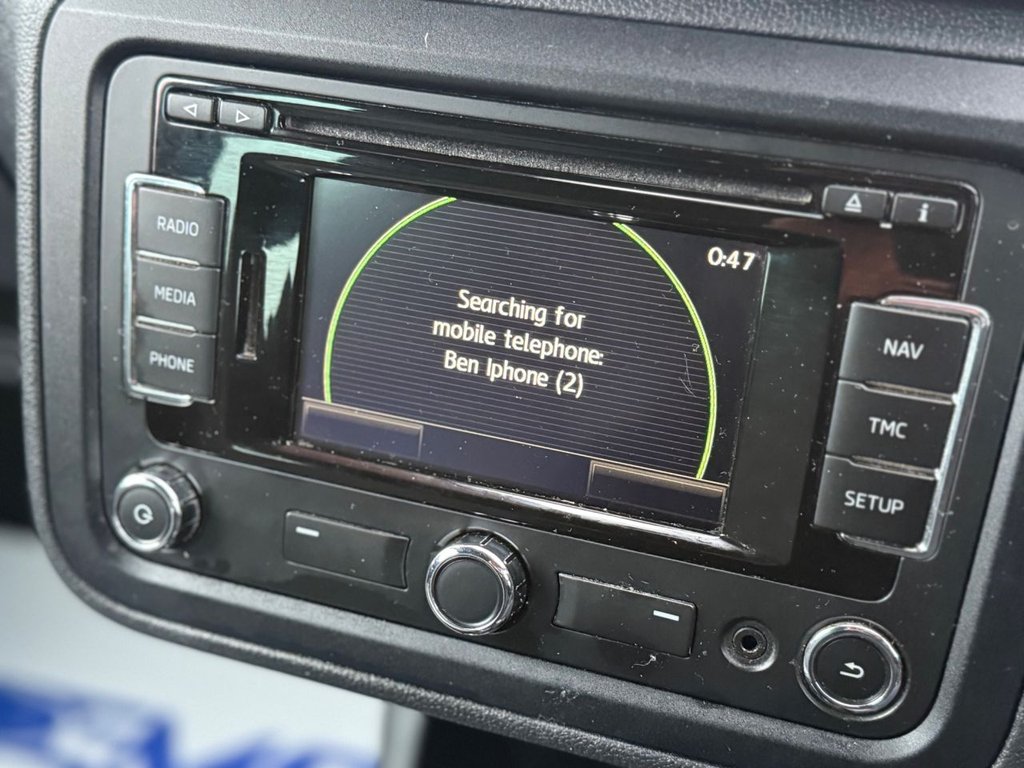 0:47
Searching for
mobile telephone:
Ben Iphone (2)
RADIO
MEDIA
PHONE
NAV
TMC
SETUP
i